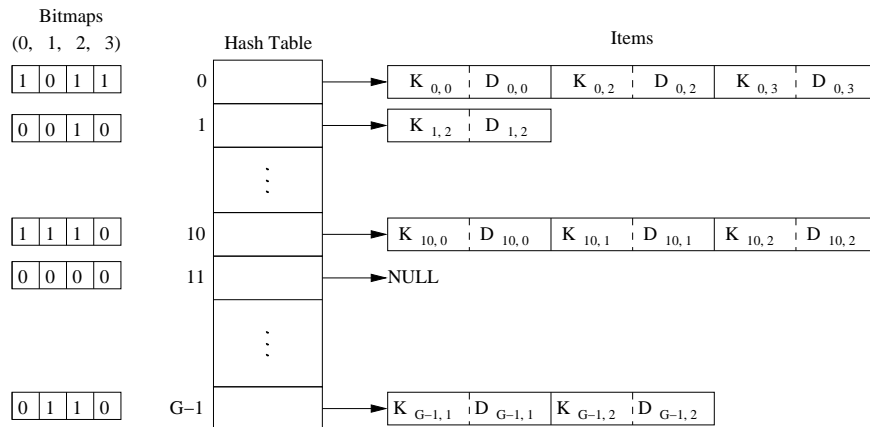 Bitmaps
(0, 1, 2, 3) Hash Table Items
1 0 1 1 0 K 0, 0 D 0, 0 K 0, 2 D 0, 2 K 0, 3 D 0, 3
0 0 1 0 1 K 1, 2 D 1, 2
1 1 1 0 10 K 10, 0 D 10, 0 K 10, 1 D 10, 1 K 10, 2 D 10, 2
0 0 0 0 11 NULL
0 1 1 0 G−1 K G−1, 1 D G−1, 1 K G−1, 2 D G−1, 2